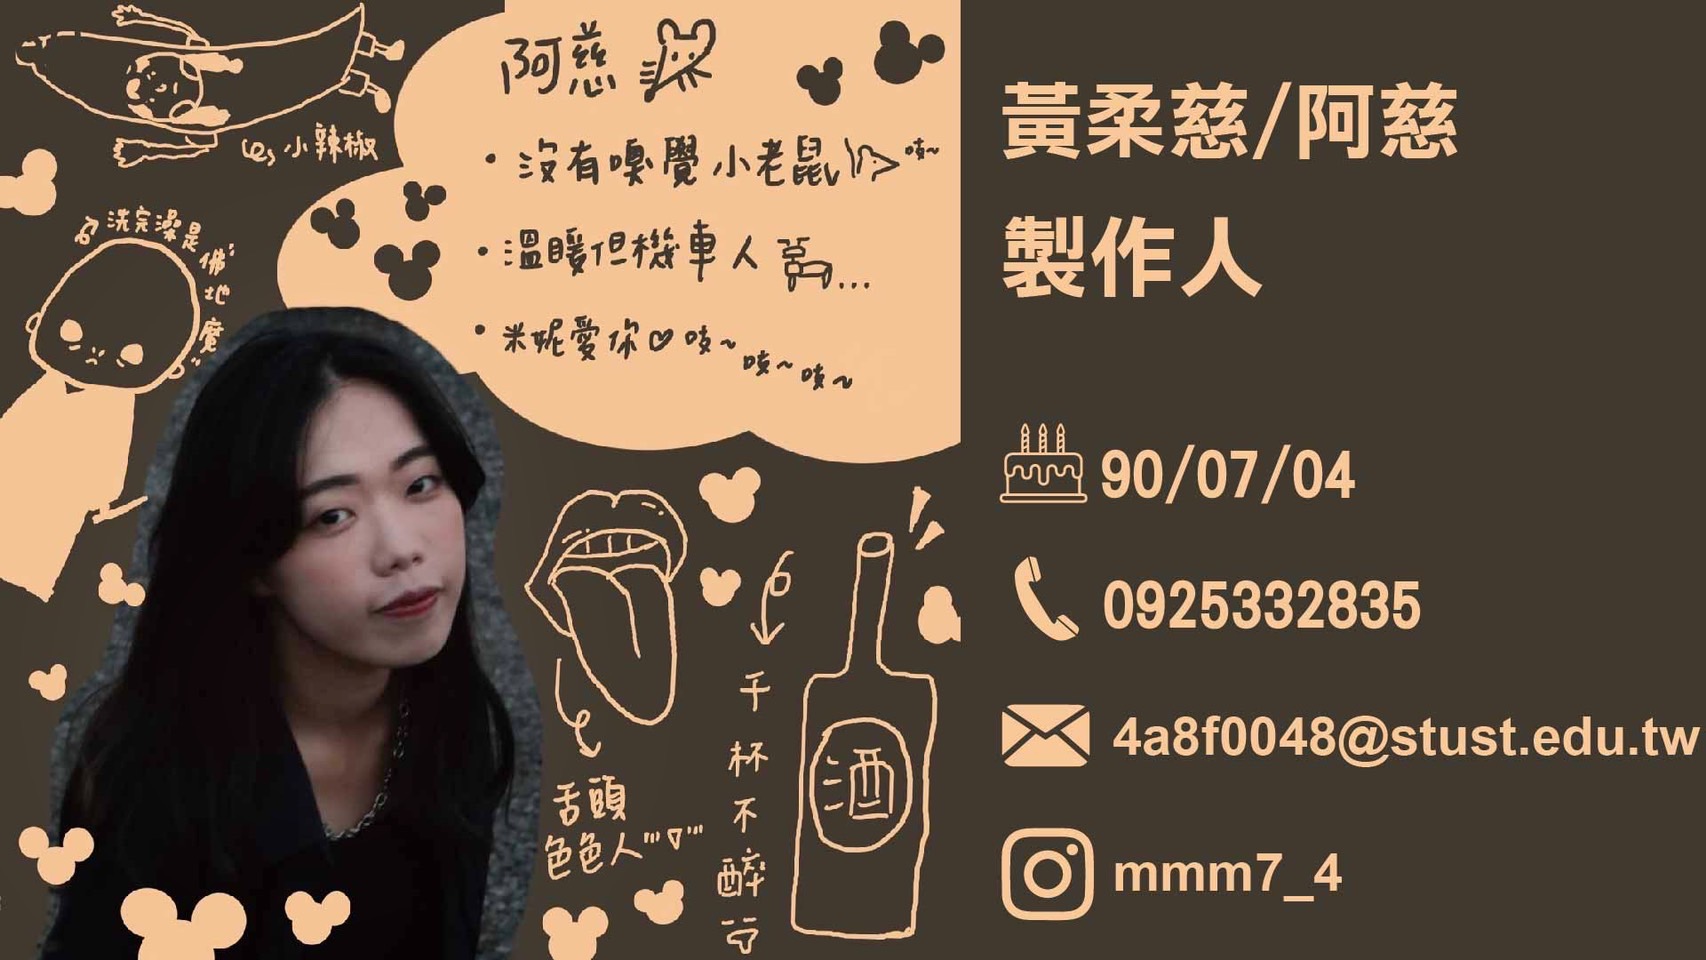 阿慈
·沒有嗅覺小老鼠 吱~
·溫暖但機車人...
·米妮愛你♡吱~吱~吱~
小辣椒
洗完澡是佛地魔
舌頭
色色人
千杯不醉
酒
黃柔慈/阿慈
製作人
90/07/04
0925332835
4a8f0048@stust.edu.tw
mmm7_4